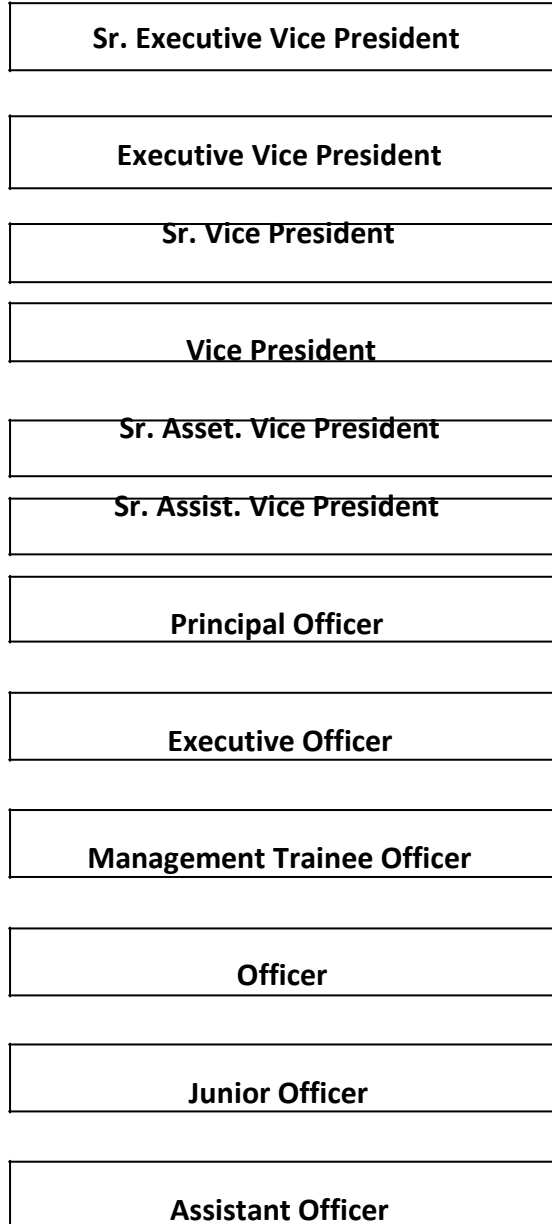 Sr. Executive Vice President
Executive Vice President
Sr. Vice President
Vice President
Sr. Asset. Vice President
Sr. Assist. Vice President
Principal Officer
Executive Officer
Management Trainee Officer
Officer
Junior Officer
Assistant Officer